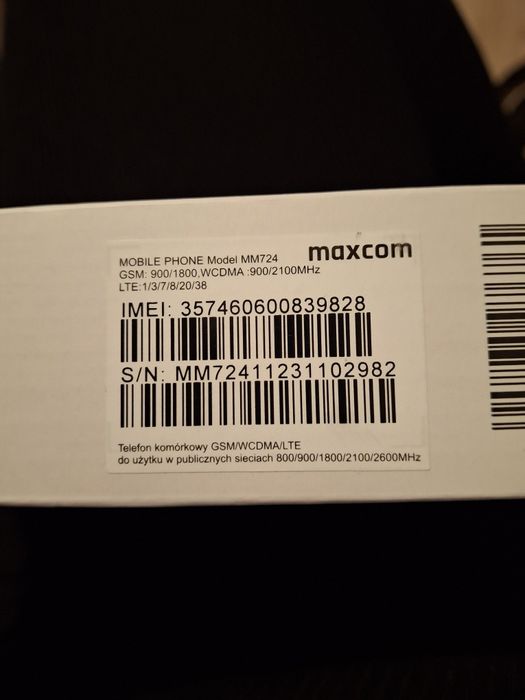 maxcom
MOBILE PHONE Model MM724
GSM: 900/1800,WCDMA :900/2100MHz
LTE:1/3/7/8/20/38
IMEI: 357460600839828
S/N: MM72411231102982
Telefon komórkowy GSM/WCDMA/LTE
do użytku w publicznych sieciach 800/900/1800/2100/2600MHz